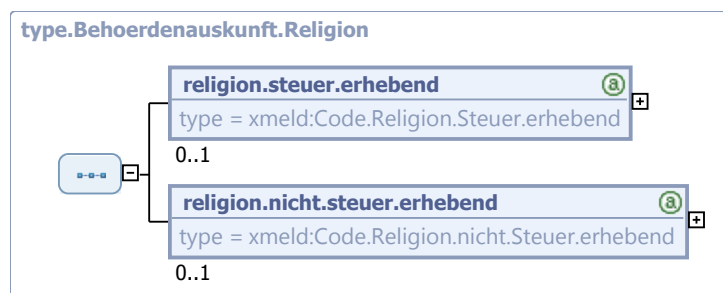 type.Behoerdenauskunft.Religion
religion.steuer.erhebend
type = xmeld:Code.Religion.Steuer.erhebend
0..1
religion.nicht.steuer.erhebend
type = xmeld:Code.Religion.nicht.Steuer.erhebend
0..1